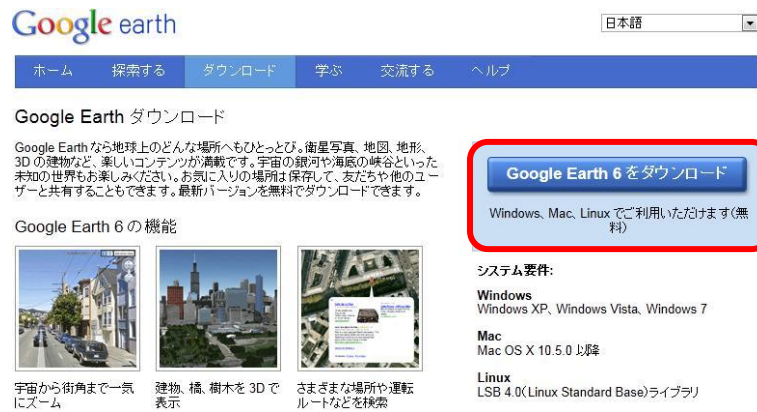 Google earth
日本語
ホーム 探索する ダウンロード 学ぶ 交流する ヘルプ
Google Earth ダウンロード
Google Earth なら地球上のどんな場所へもひとっとび。衛星写真、地図、地形、
3D の建物など、楽しいコンテンツが満載です。宇宙の銀河や海底の峡谷といった
未知の世界もお楽しみください。お気に入りの場所は保存して、友だちや他のユー
ザーと共有することもできます。最新バージョンを無料でダウンロードできます。
Google Earth 6 の機能
宇宙から街角まで一気
にズーム
建物、橋、樹木を 3D で
表示
さまざまな場所や運転
ルートなどを検索
Google Earth 6 をダウンロード
Windows、Mac、Linux でご利用いただけます(無
料)
システム要件:
Windows
Windows XP、Windows Vista、Windows 7
Mac
Mac OS X 10.5.0 以降
Linux
LSB 4.0(Linux Standard Base)ライブラリ